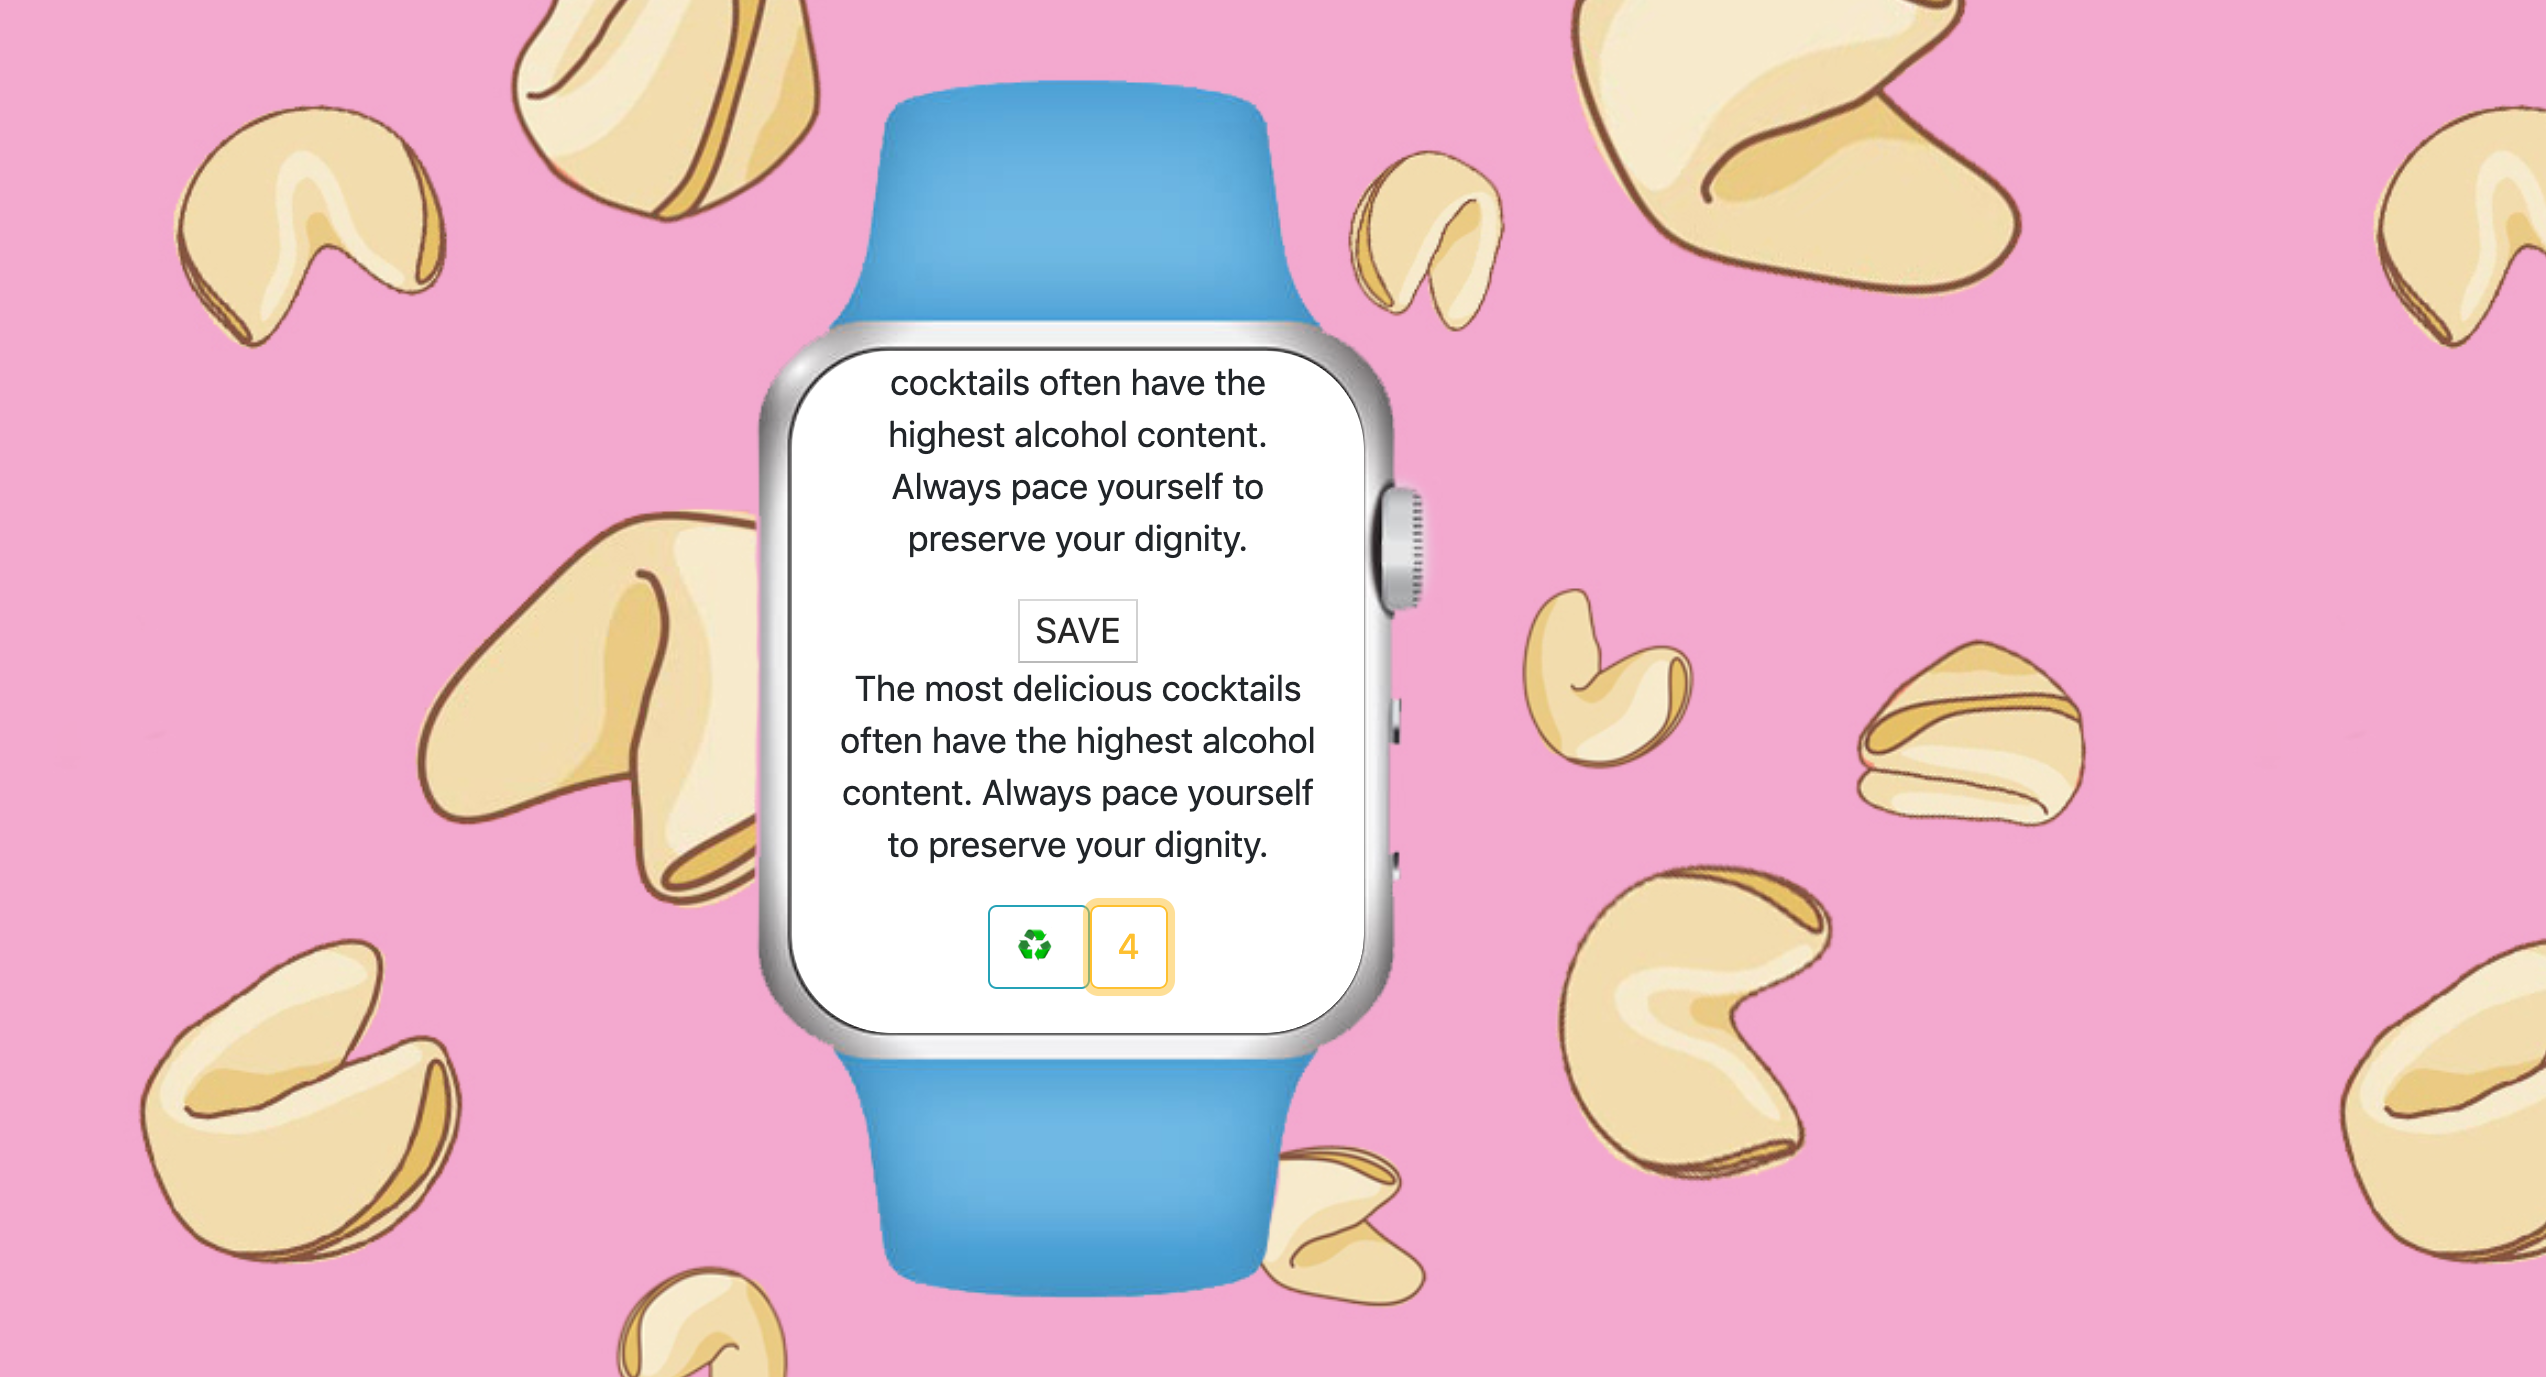 cocktails often have the
highest alcohol content.
Always pace yourself to
preserve your dignity.
SAVE
The most delicious cocktails
often have the highest alcohol
content. Always pace yourself
to preserve your dignity.
♻ 4